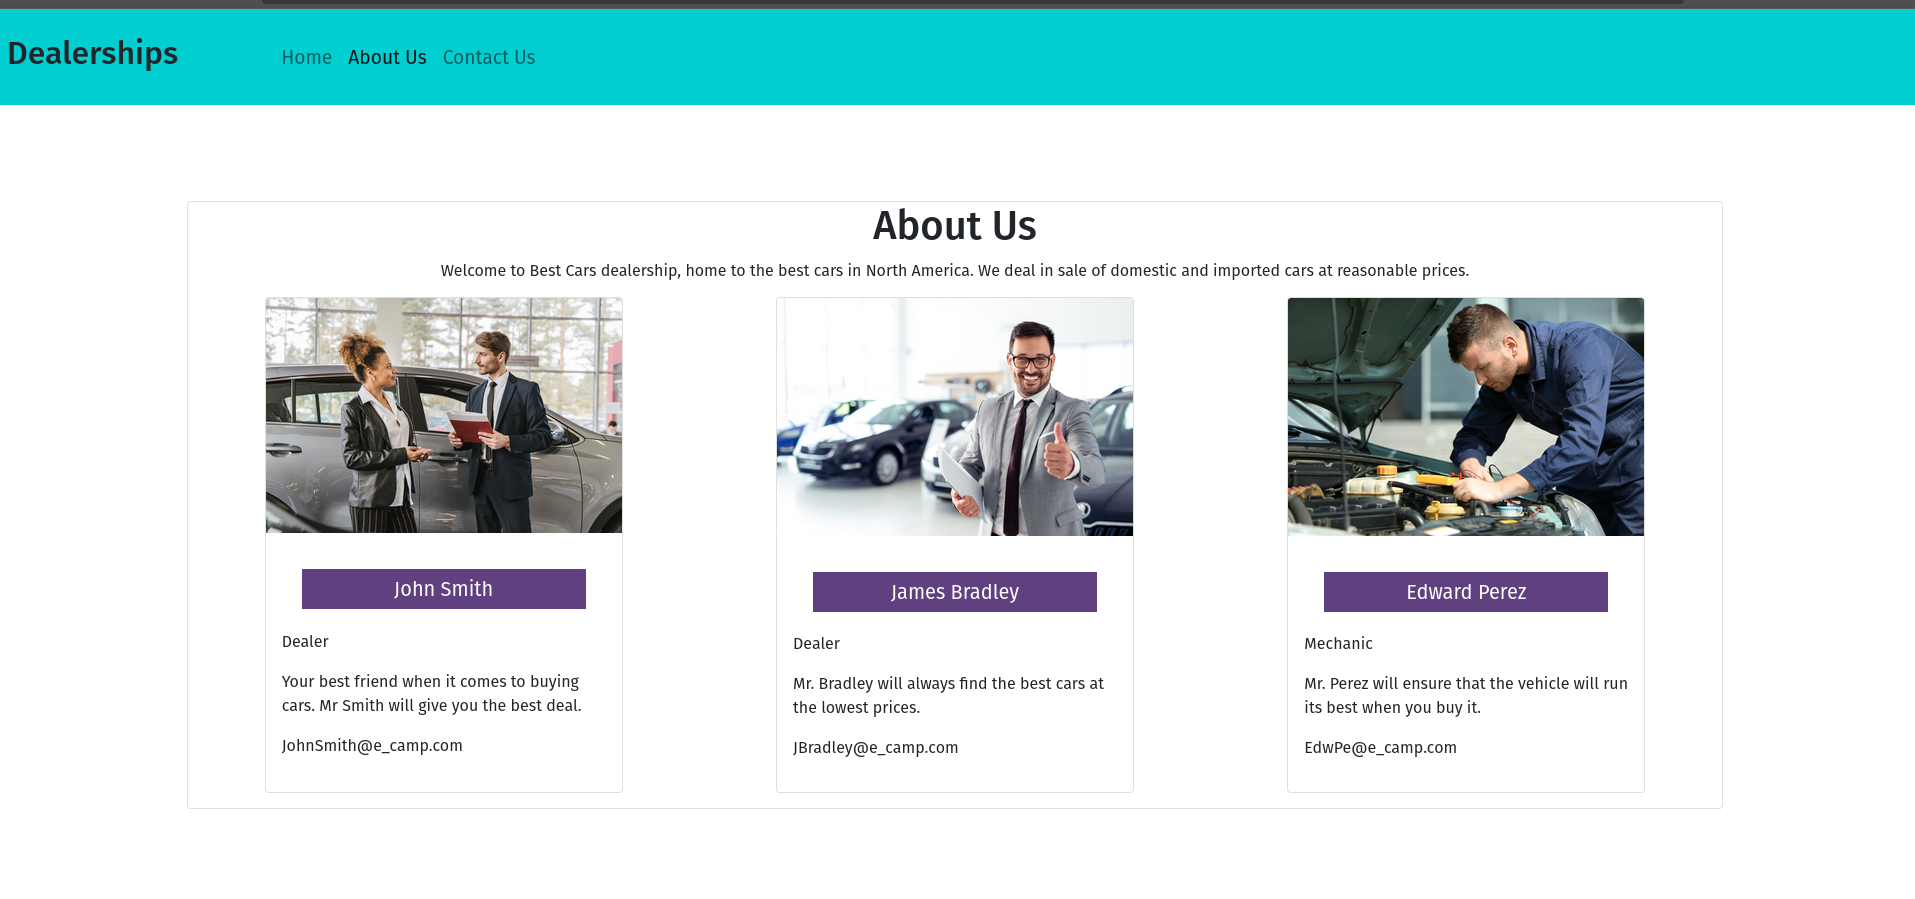 Dealerships
Home About Us Contact Us
About Us
Welcome to Best Cars dealership, home to the best cars in North America. We deal in sale of domestic and imported cars at reasonable prices.
John Smith
Dealer
Your best friend when it comes to buying
cars. Mr Smith will give you the best deal.
JohnSmith@e_camp.com
James Bradley
Dealer
Mr. Bradley will always find the best cars at
the lowest prices.
JBradley@e_camp.com
Edward Perez
Mechanic
Mr. Perez will ensure that the vehicle will run
its best when you buy it.
EdwPe@e_camp.com